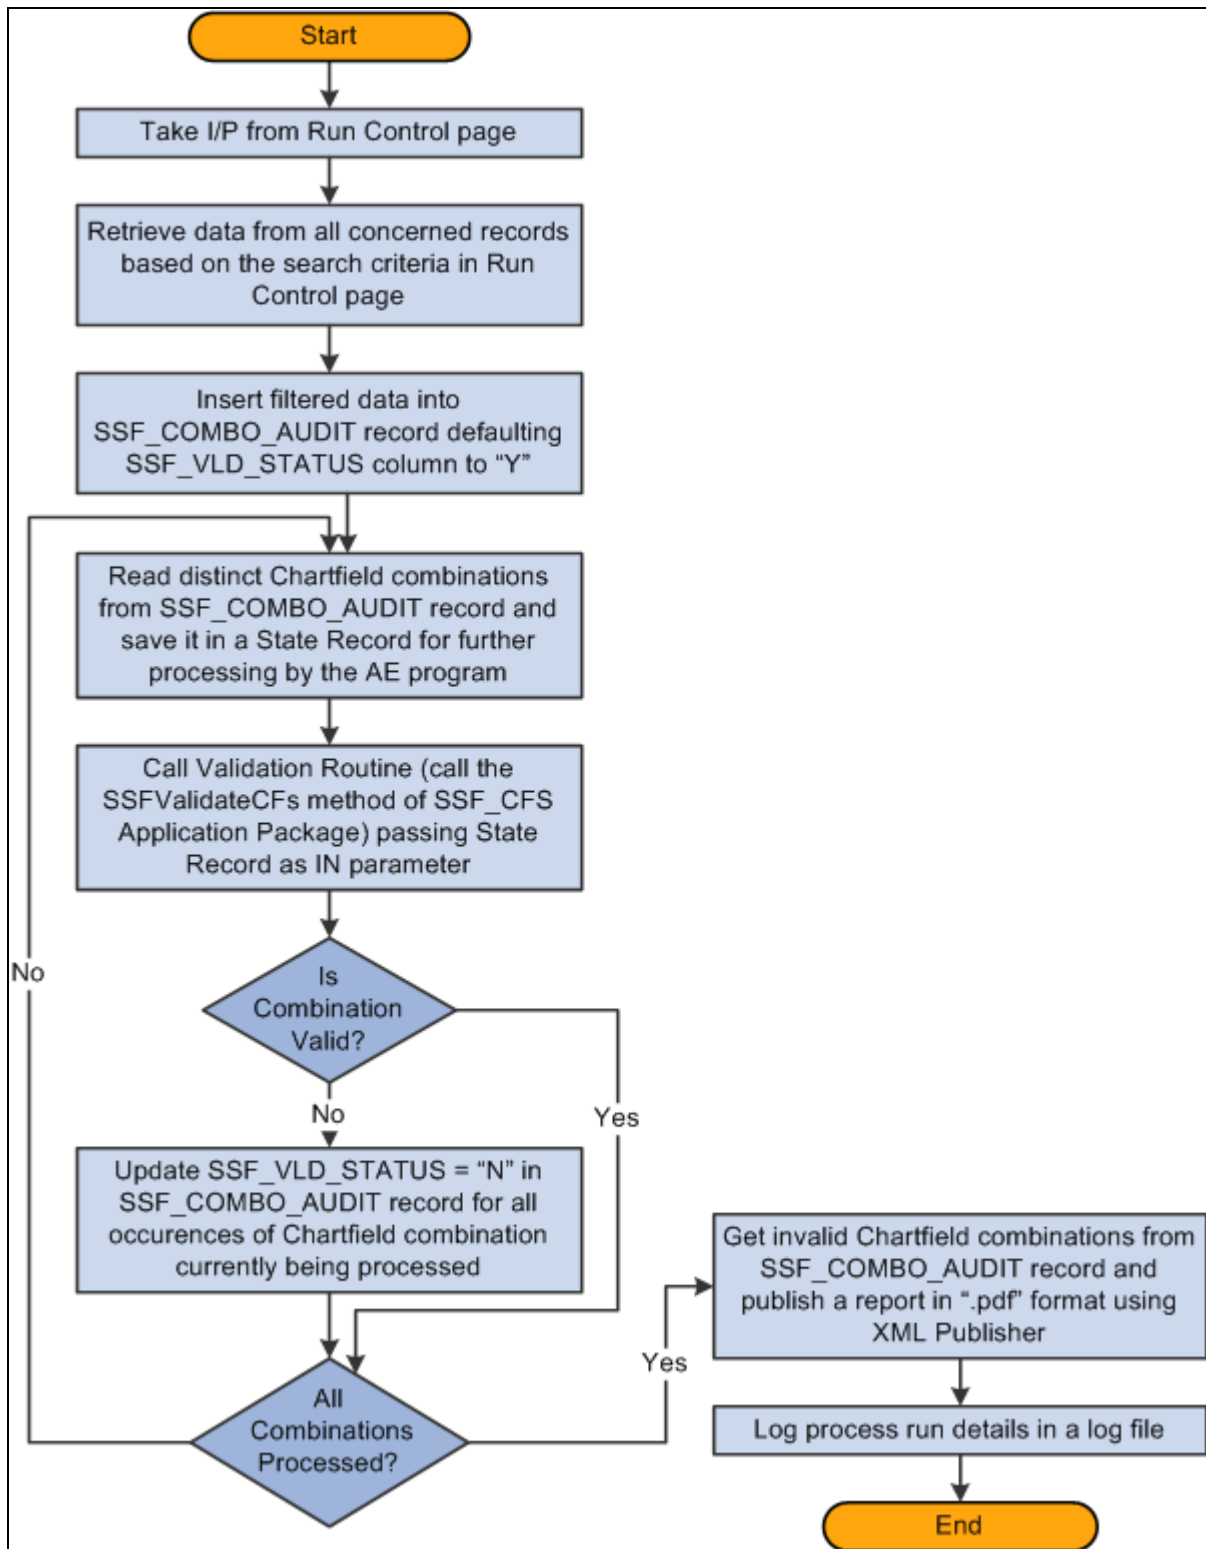 Start
Take I/P from Run Control page
Retrieve data from all concerned records
based on the search criteria in Run
Control page
Insert filtered data into
SSF_COMBO_AUDIT record defaulting
SSF_VLD_STATUS column to “Y”
Read distinct Chartfield combinations
from SSF_COMBO_AUDIT record and
save it in a State Record for further
processing by the AE program
Call Validation Routine (call the
SSFValidateCFs method of SSF_CFS
Application Package) passing State
Record as IN parameter
Is
Combination
Valid?
No
No
Yes
Update SSF_VLD_STATUS = “N” in
SSF_COMBO_AUDIT record for all
occurences of Chartfield combination
currently being processed
All
Combinations
Processed?
Yes
Get invalid Chartfield combinations from
SSF_COMBO_AUDIT record and
publish a report in “.pdf” format using
XML Publisher
Log process run details in a log file
End